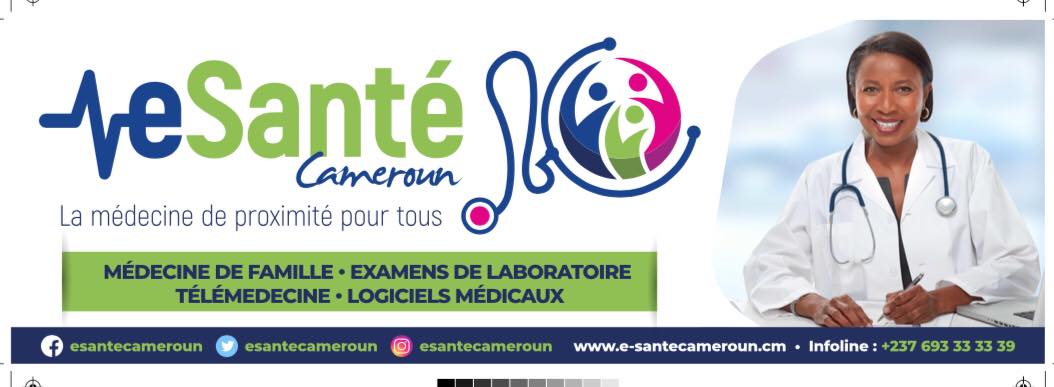 eSanté
Cameroun
La médecine de proximité pour tous
MÉDECINE DE FAMILLE • EXAMENS DE LABORATOIRE
TÉLÉMEDECINE • LOGICIELS MÉDICAUX
esantecameroun esantecameroun esantecameroun www.e-santecameroun.cm • Infoline : +237 693 33 33 39